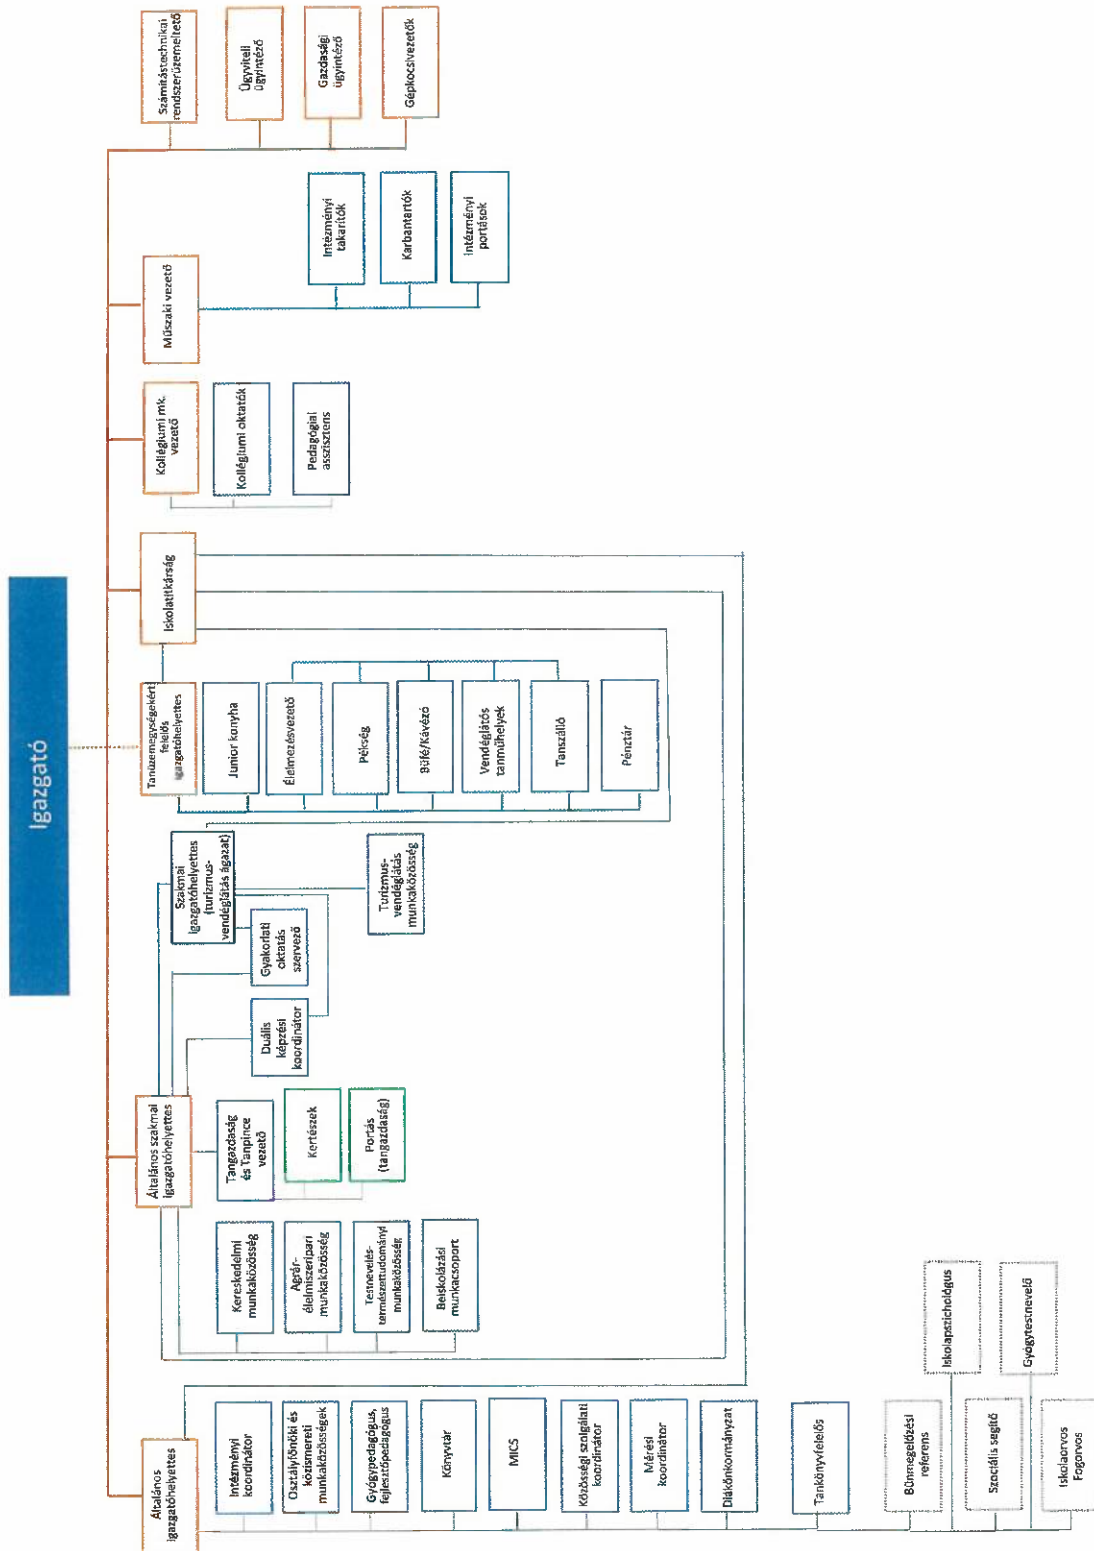 Igazgató
Általános
igazgatóhelyettes
Intézményi
koordinátor
Osztályfőnöki és
közismereti
munkaközösségek
Gyógypedagógus,
fejlesztőpedagógus
Könyvtár
MICS
Közösségi szolgálati
koordinátor
Mérési
koordinátor
Diákönkormányzat
Tankönyvfelelős
Bűnmegelőzési
referens
Iskolapszichológus
Szociális segítő
Gyógytestnevelő
Iskolaorvos
Fogorvos
Általános szakmai
igazgatóhelyettes
Kereskedelmi
munkaközösség
Agrár-
élelmiszeripari
munkaközösség
Testnevelés-
természettudományi
munkaközösség
Beiskolázási
munkacsoport
Tangazdaság
és Tanpince
vezető
Kertészek
Portás
(tangazdaság)
Duális
képzési
koordinátor
Gyakorlati
oktatás
szervező
Szakmai
igazgatóhelyettes
(turizmus-
vendéglátás ágazat)
Turizmus-
vendéglátás
munkaközösség
Tanüzemegységekért
felelős
igazgatóhelyettes
Junior konyha
Élelmezésvezető
Pékség
Büfé/Kávézó
Vendéglátós
tanműhelyek
Tanszálló
Pénztár
Iskolatitkárság
Kollégiumi mk.
vezető
Kollégiumi oktatók
Pedagógiai
asszisztens
Műszaki vezető
Intézményi
takarítók
Karbantartók
Intézményi
portások
Számítástechnikai
rendszerüzemeltető
Ügyviteli
ügyintéző
Gazdasági
ügyintéző
Gépkocsivezetők